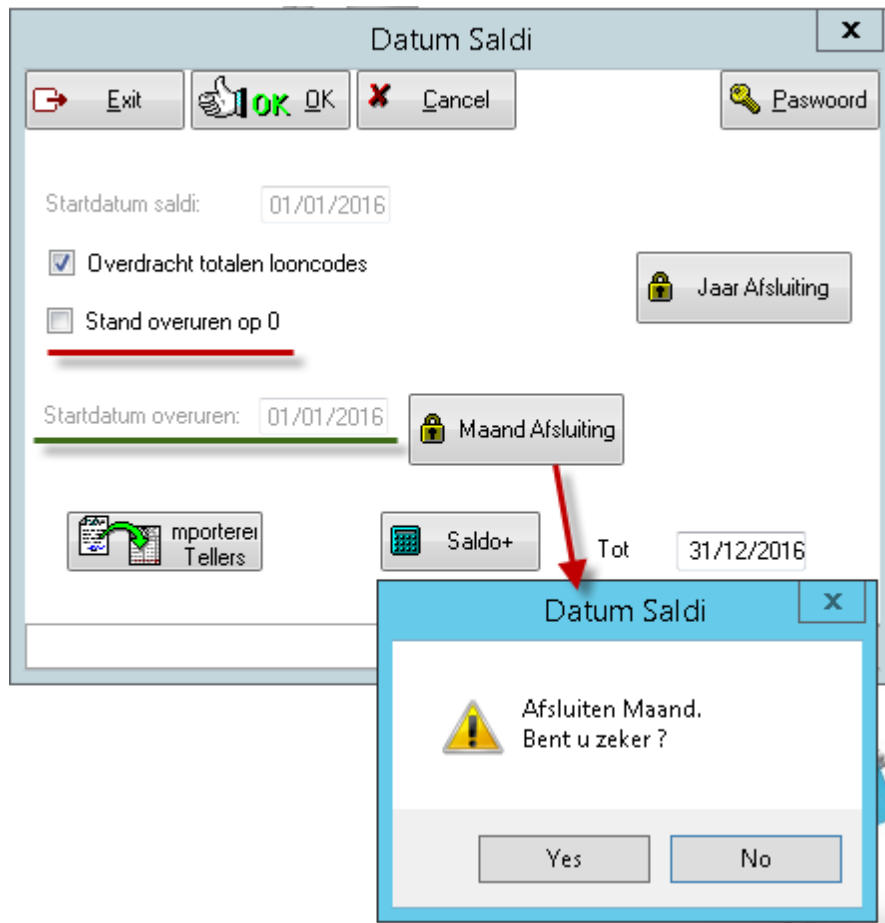 Datum Saldi
x
Exit
OK OK
Cancel
Paswoord
Startdatum saldi: 01/01/2016
Overdracht totalen looncodes
Jaar Afsluiting
Stand overuren op 0
Startdatum overuren: 01/01/2016
Maand Afsluiting
mporterei
Tellers
Saldo+
Tot 31/12/2016
Datum Saldi
x
Afsluiten Maand.
Bent u zeker ?
Yes
No